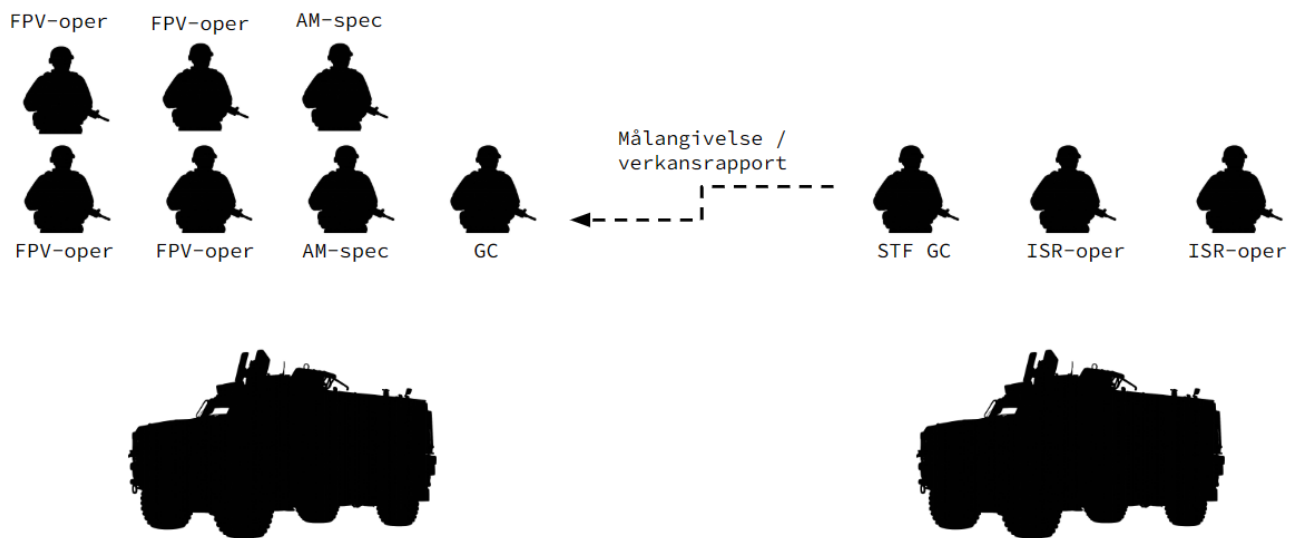 FPV-oper
FPV-oper
AM-spec
Målangivelse /
verkansrapport
FPV-oper
FPV-oper
AM-spec
GC
STF GC
ISR-oper
ISR-oper